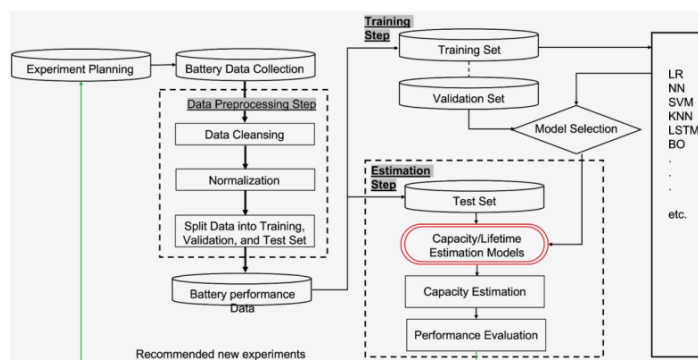 Training
Step
Training Set
Experiment Planning
Battery Data Collection
Validation Set
Data Preprocessing Step
Data Cleansing
Model Selection
LR
NN
SVM
KNN
LSTM
BO
.
.
.
etc.
Normalization
Estimation
Step
Test Set
Split Data into Training,
Validation, and Test Set
Capacity/Lifetime
Estimation Models
Battery performance
Data
Capacity Estimation
Performance Evaluation
Recommended new experiments